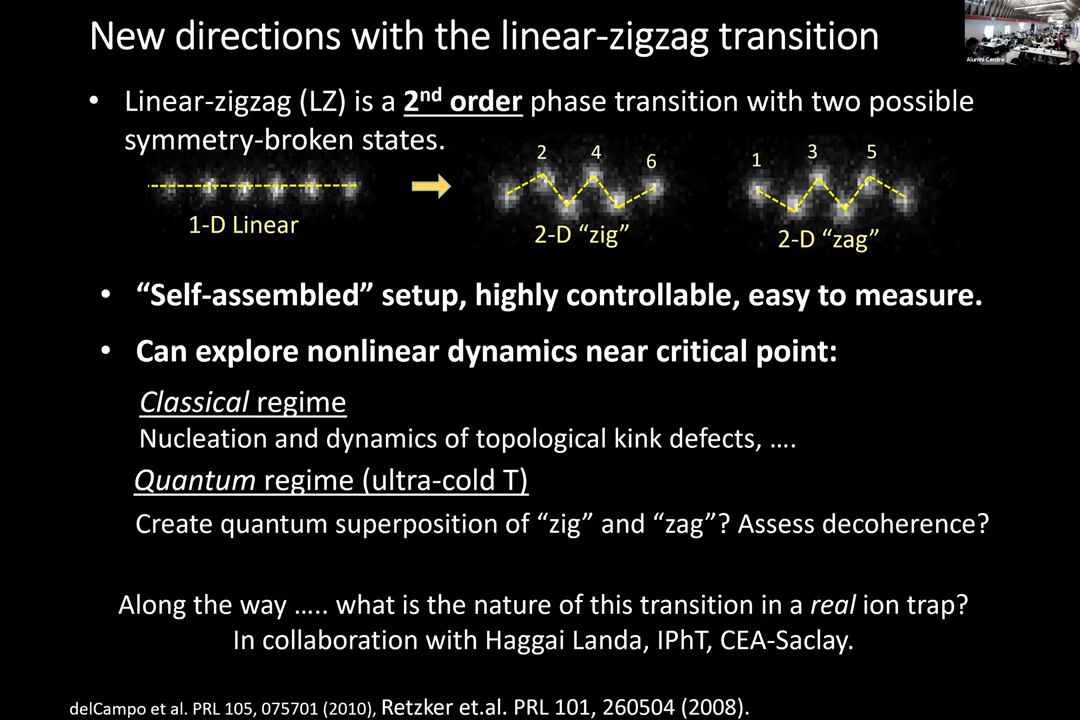 New directions with the linear-zigzag transition
Alumni Centre
• Linear-zigzag (LZ) is a 2nd order phase transition with two possible
symmetry-broken states.
2 4 6
1 3 5
1-D Linear
2-D “zig”
2-D “zag”
• “Self-assembled” setup, highly controllable, easy to measure.
• Can explore nonlinear dynamics near critical point:
Classical regime
Nucleation and dynamics of topological kink defects, ….
Quantum regime (ultra-cold T)
Create quantum superposition of “zig” and “zag”? Assess decoherence?
Along the way ….. what is the nature of this transition in a real ion trap?
In collaboration with Haggai Landa, IPhT, CEA-Saclay.
delCampo et al. PRL 105, 075701 (2010), Retzker et.al. PRL 101, 260504 (2008).